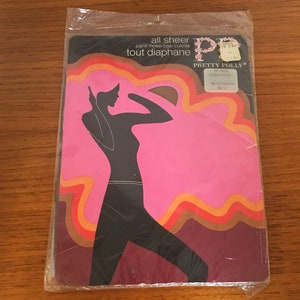 all sheer
panti-hose/bas-culotte
tout diaphane
PP
PRETTY POLLY